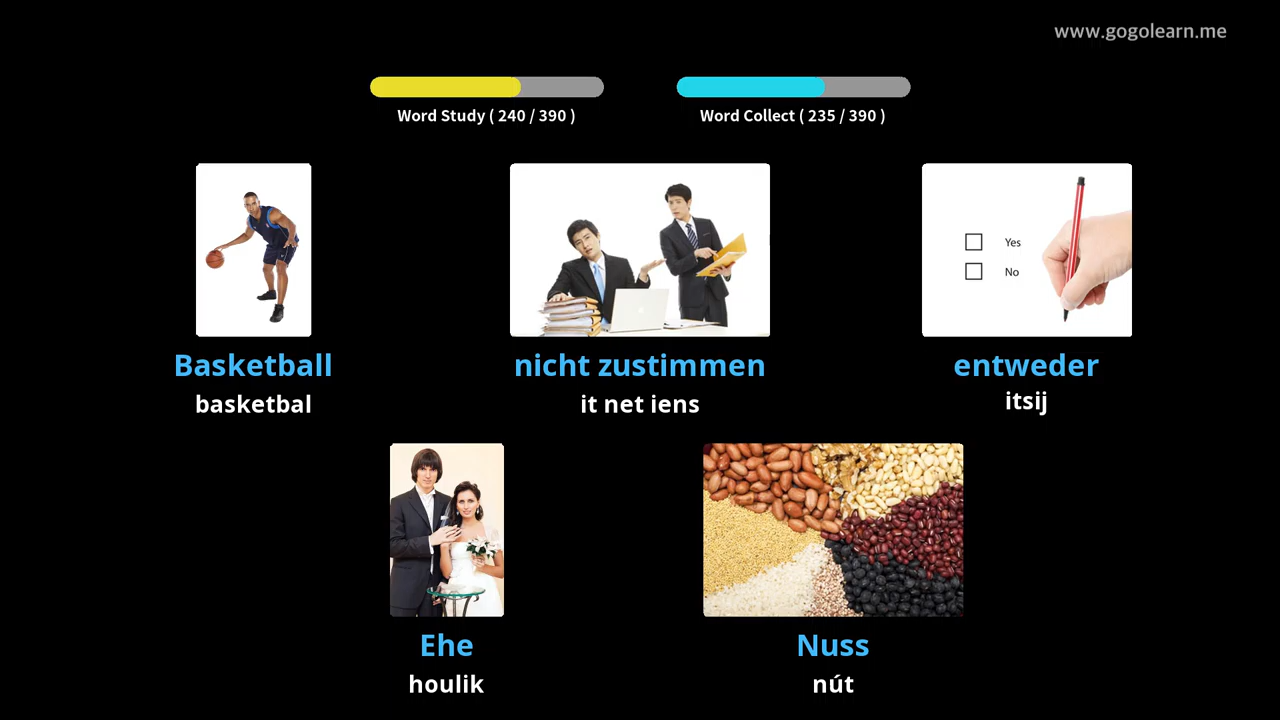 www.gogolearn.me
Word Study ( 240 / 390 )
Word Collect ( 235 / 390 )
Yes
No
Basketball
basketbal
nicht zustimmen
it net iens
entweder
itsij
Ehe
houlik
Nuss
nút